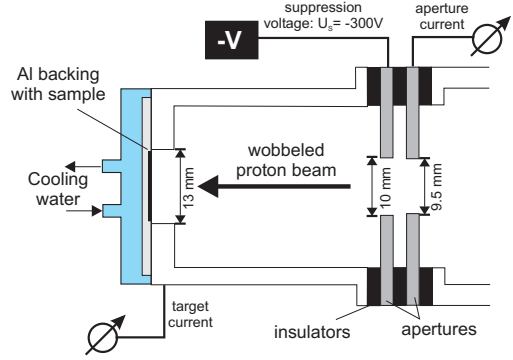 suppression
voltage: Us= -300V
aperture
current
-V
Al backing
with sample
wobbeled
proton beam
Cooling
water
13 mm
10 mm
9.5 mm
target
current
insulators
apertures